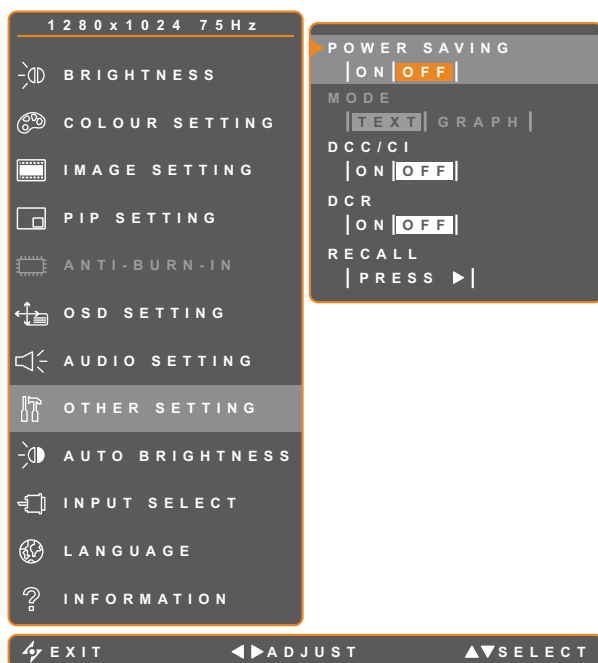 1280x1024 75Hz
BRIGHTNESS
COLOUR SETTING
IMAGE SETTING
PIP SETTING
ANTI-BURN-IN
OSD SETTING
AUDIO SETTING
OTHER SETTING
AUTO BRIGHTNESS
INPUT SELECT
LANGUAGE
INFORMATION
POWER SAVING
ON OFF
MODE
TEXT GRAPH
DCC/CI
ON OFF
DCR
ON OFF
RECALL
PRESS ▶
EXIT ◀▶ADJUST ▲▼SELECT